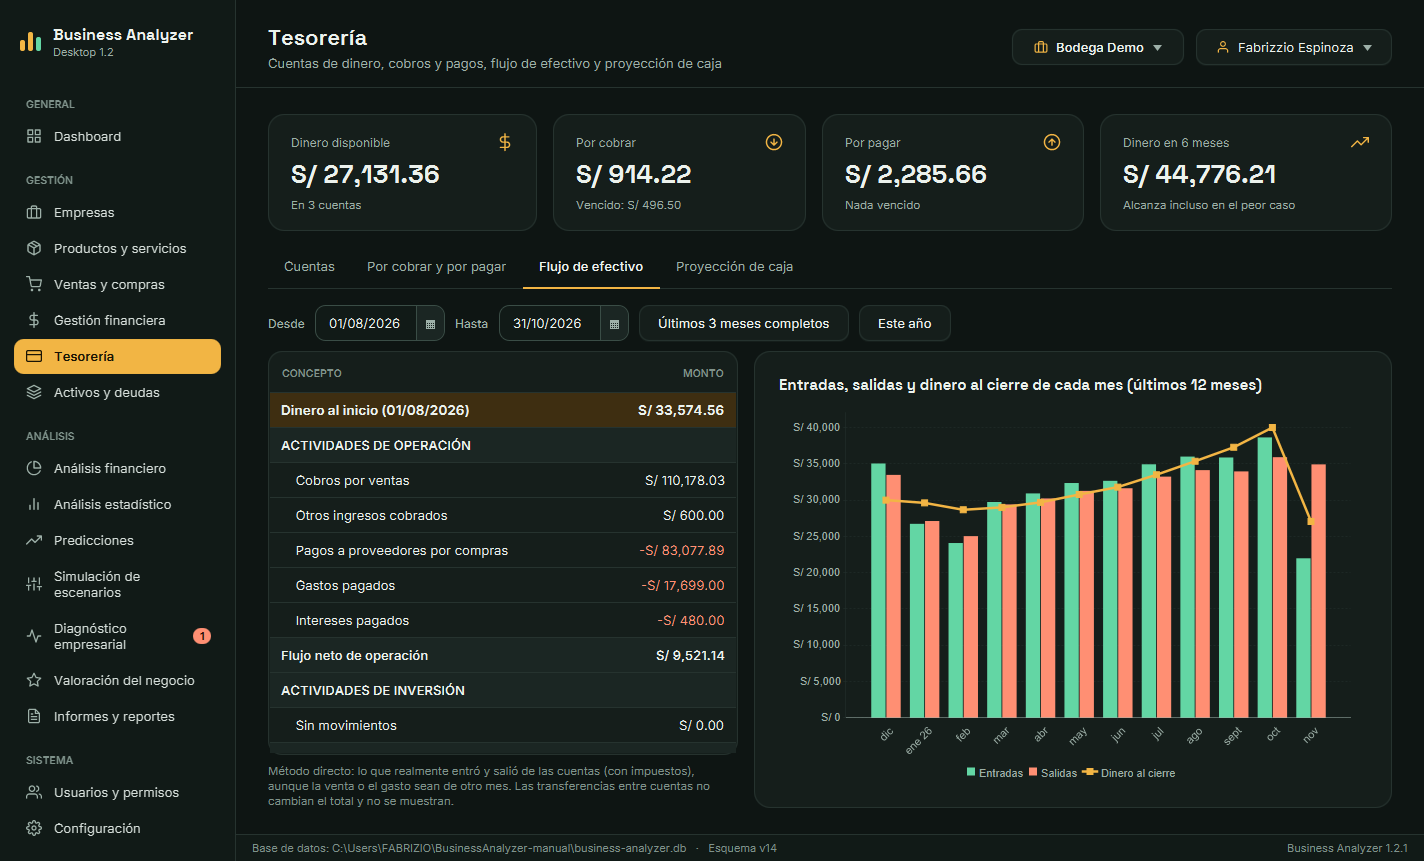 Business Analyzer
Desktop 1.2
GENERAL
Dashboard
GESTIÓN
Empresas
Productos y servicios
Ventas y compras
Gestión financiera
Tesorería
Activos y deudas
ANÁLISIS
Análisis financiero
Análisis estadístico
Predicciones
Simulación de
escenarios
Diagnóstico
empresarial
1
Valoración del negocio
Informes y reportes
SISTEMA
Usuarios y permisos
Configuración
Tesorería
Cuentas de dinero, cobros y pagos, flujo de efectivo y proyección de caja
Bodega Demo
Fabrizzio Espinoza
Dinero disponible
S/ 27,131.36
En 3 cuentas
Por cobrar
S/ 914.22
Vencido: S/ 496.50
Por pagar
S/ 2,285.66
Nada vencido
Dinero en 6 meses
S/ 44,776.21
Alcanza incluso en el peor caso
Cuentas Por cobrar y por pagar Flujo de efectivo Proyección de caja
Desde 01/08/2026 Hasta 31/10/2026 Últimos 3 meses completos Este año
CONCEPTO MONTO
Dinero al inicio (01/08/2026) S/ 33,574.56
ACTIVIDADES DE OPERACIÓN
Cobros por ventas S/ 110,178.03
Otros ingresos cobrados S/ 600.00
Pagos a proveedores por compras -S/ 83,077.89
Gastos pagados -S/ 17,699.00
Intereses pagados -S/ 480.00
Flujo neto de operación S/ 9,521.14
ACTIVIDADES DE INVERSIÓN
Sin movimientos S/ 0.00
Método directo: lo que realmente entró y salió de las cuentas (con impuestos),
aunque la venta o el gasto sean de otro mes. Las transferencias entre cuentas no
cambian el total y no se muestran.
Entradas, salidas y dinero al cierre de cada mes (últimos 12 meses)
S/ 40,000
S/ 35,000
S/ 30,000
S/ 25,000
S/ 20,000
S/ 15,000
S/ 10,000
S/ 5,000
S/ 0
dic ene 26 feb mar abr may jun jul ago sept oct nov
Entradas Salidas Dinero al cierre
Base de datos: C:\Users\FABRIZIO\BusinessAnalyzer-manual\business-analyzer.db · Esquema v14
Business Analyzer 1.2.1